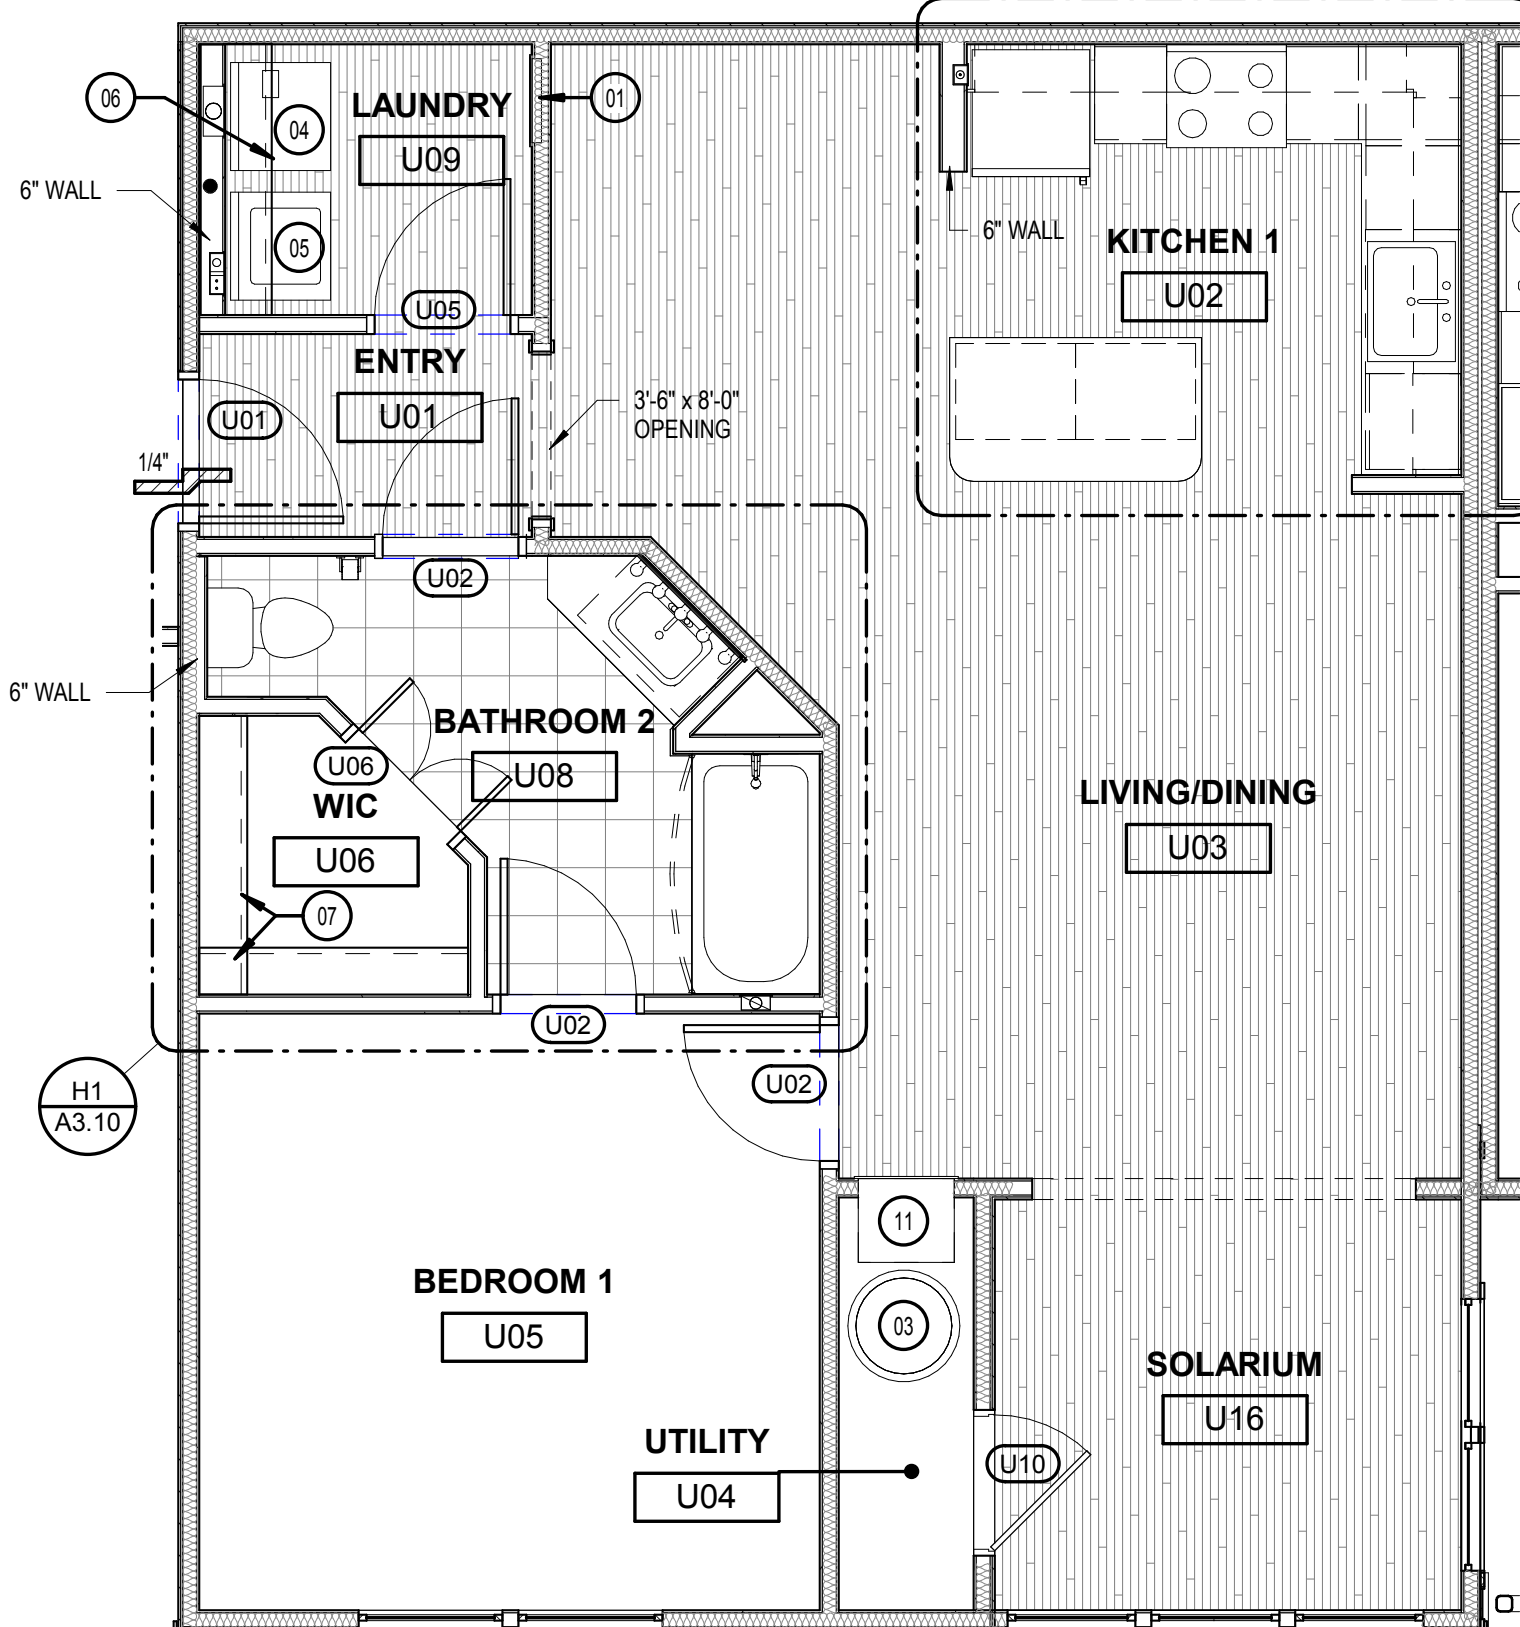 06
04
LAUNDRY
U09
01
6" WALL
05
U05
6" WALL
KITCHEN 1
U02
ENTRY
U01
U01
3'-6" x 8'-0"
OPENING
1/4"
U02
6" WALL
BATHROOM 2
U08
U06
WIC
U06
07
LIVING/DINING
U03
U02
U02
H1
A3.10
11
03
BEDROOM 1
U05
SOLARIUM
U16
UTILITY
U04
U10